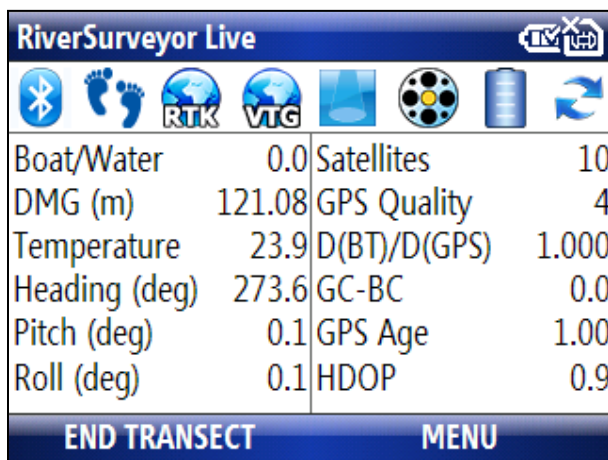 RiverSurveyor Live
RTK VTG
Boat/Water 0.0 Satellites 10
DMG (m) 121.08 GPS Quality 4
Temperature 23.9 D(BT)/D(GPS) 1.000
Heading (deg) 273.6 GC-BC 0.0
Pitch (deg) 0.1 GPS Age 1.00
Roll (deg) 0.1 HDOP 0.9
END TRANSECT MENU